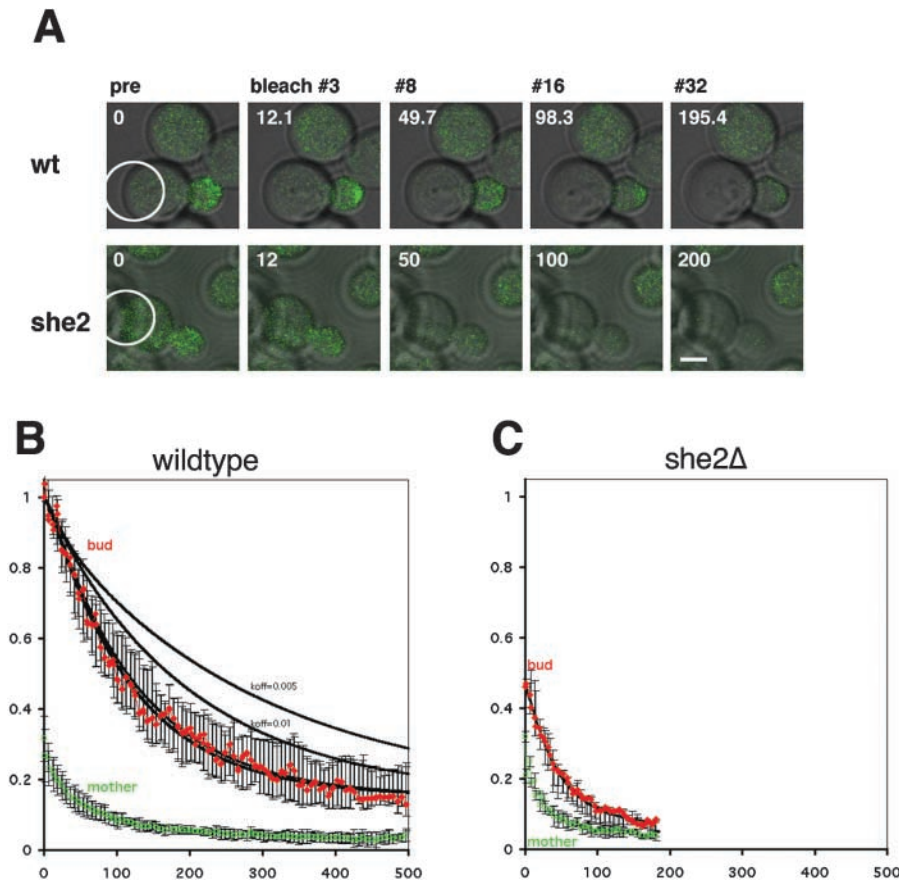 A
pre bleach #3 #8 #16 #32
wt
0 12.1 49.7 98.3 195.4
she2
0 12 50 100 200
B
wildtype
1
0.8
0.6
0.4
0.2
0
bud
koff=0.005
koff=0.01
mother
0 100 200 300 400 500
C
she2Δ
1
0.8
0.6
0.4
0.2
0
bud
mother
0 100 200 300 400 500